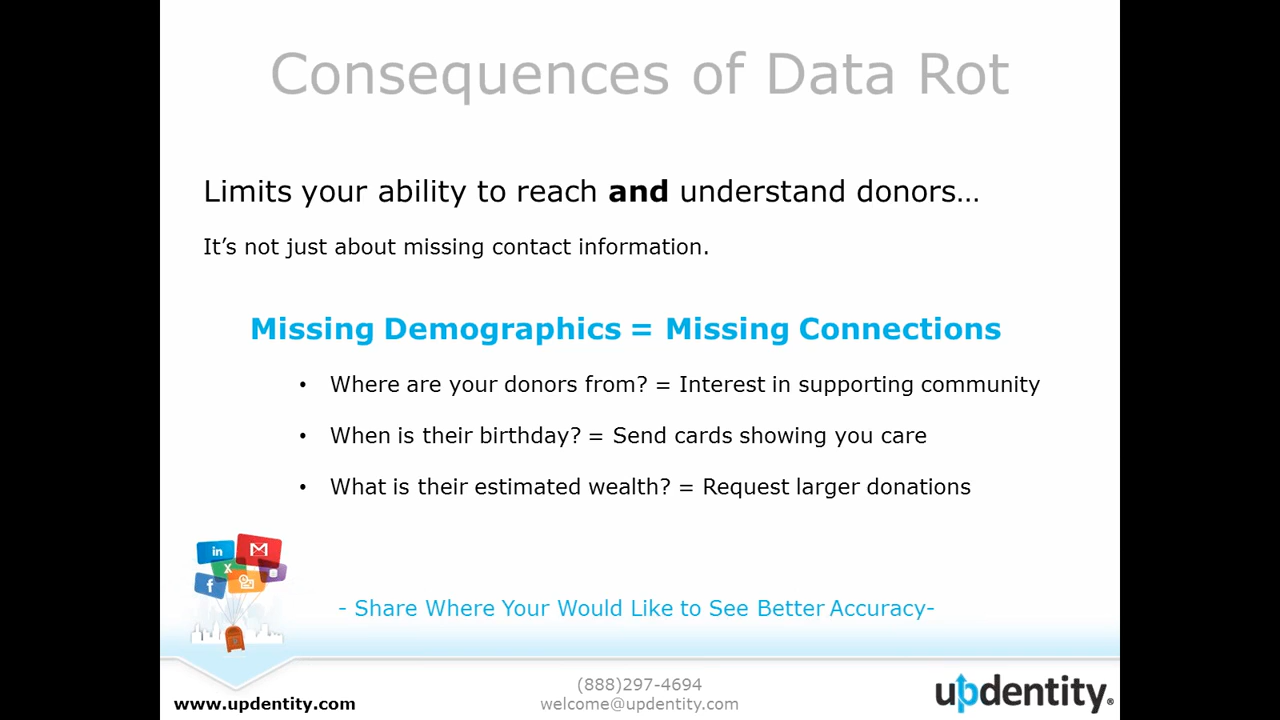 Consequences of Data Rot
Limits your ability to reach and understand donors…
It’s not just about missing contact information.
Missing Demographics = Missing Connections
• Where are your donors from? = Interest in supporting community
• When is their birthday? = Send cards showing you care
• What is their estimated wealth? = Request larger donations
in
X
f
- Share Where Your Would Like to See Better Accuracy-
www.updentity.com
(888)297-4694
welcome@updentity.com
updentity®